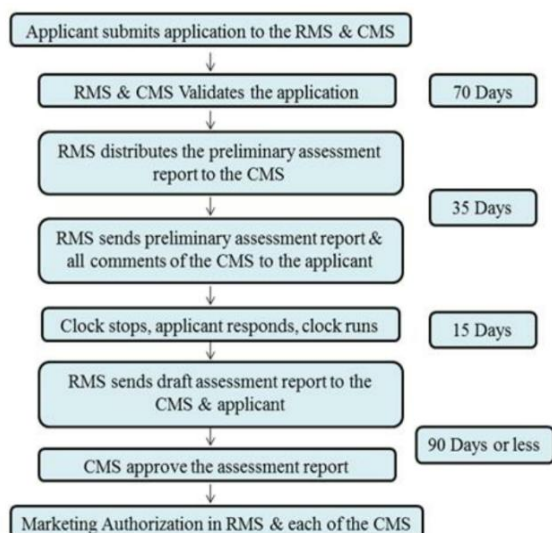 Applicant submits application to the RMS & CMS
RMS & CMS Validates the application
70 Days
RMS distributes the preliminary assessment
report to the CMS
35 Days
RMS sends preliminary assessment report &
all comments of the CMS to the applicant
Clock stops, applicant responds, clock runs
15 Days
RMS sends draft assessment report to the
CMS & applicant
90 Days or less
CMS approve the assessment report
Marketing Authorization in RMS & each of the CMS